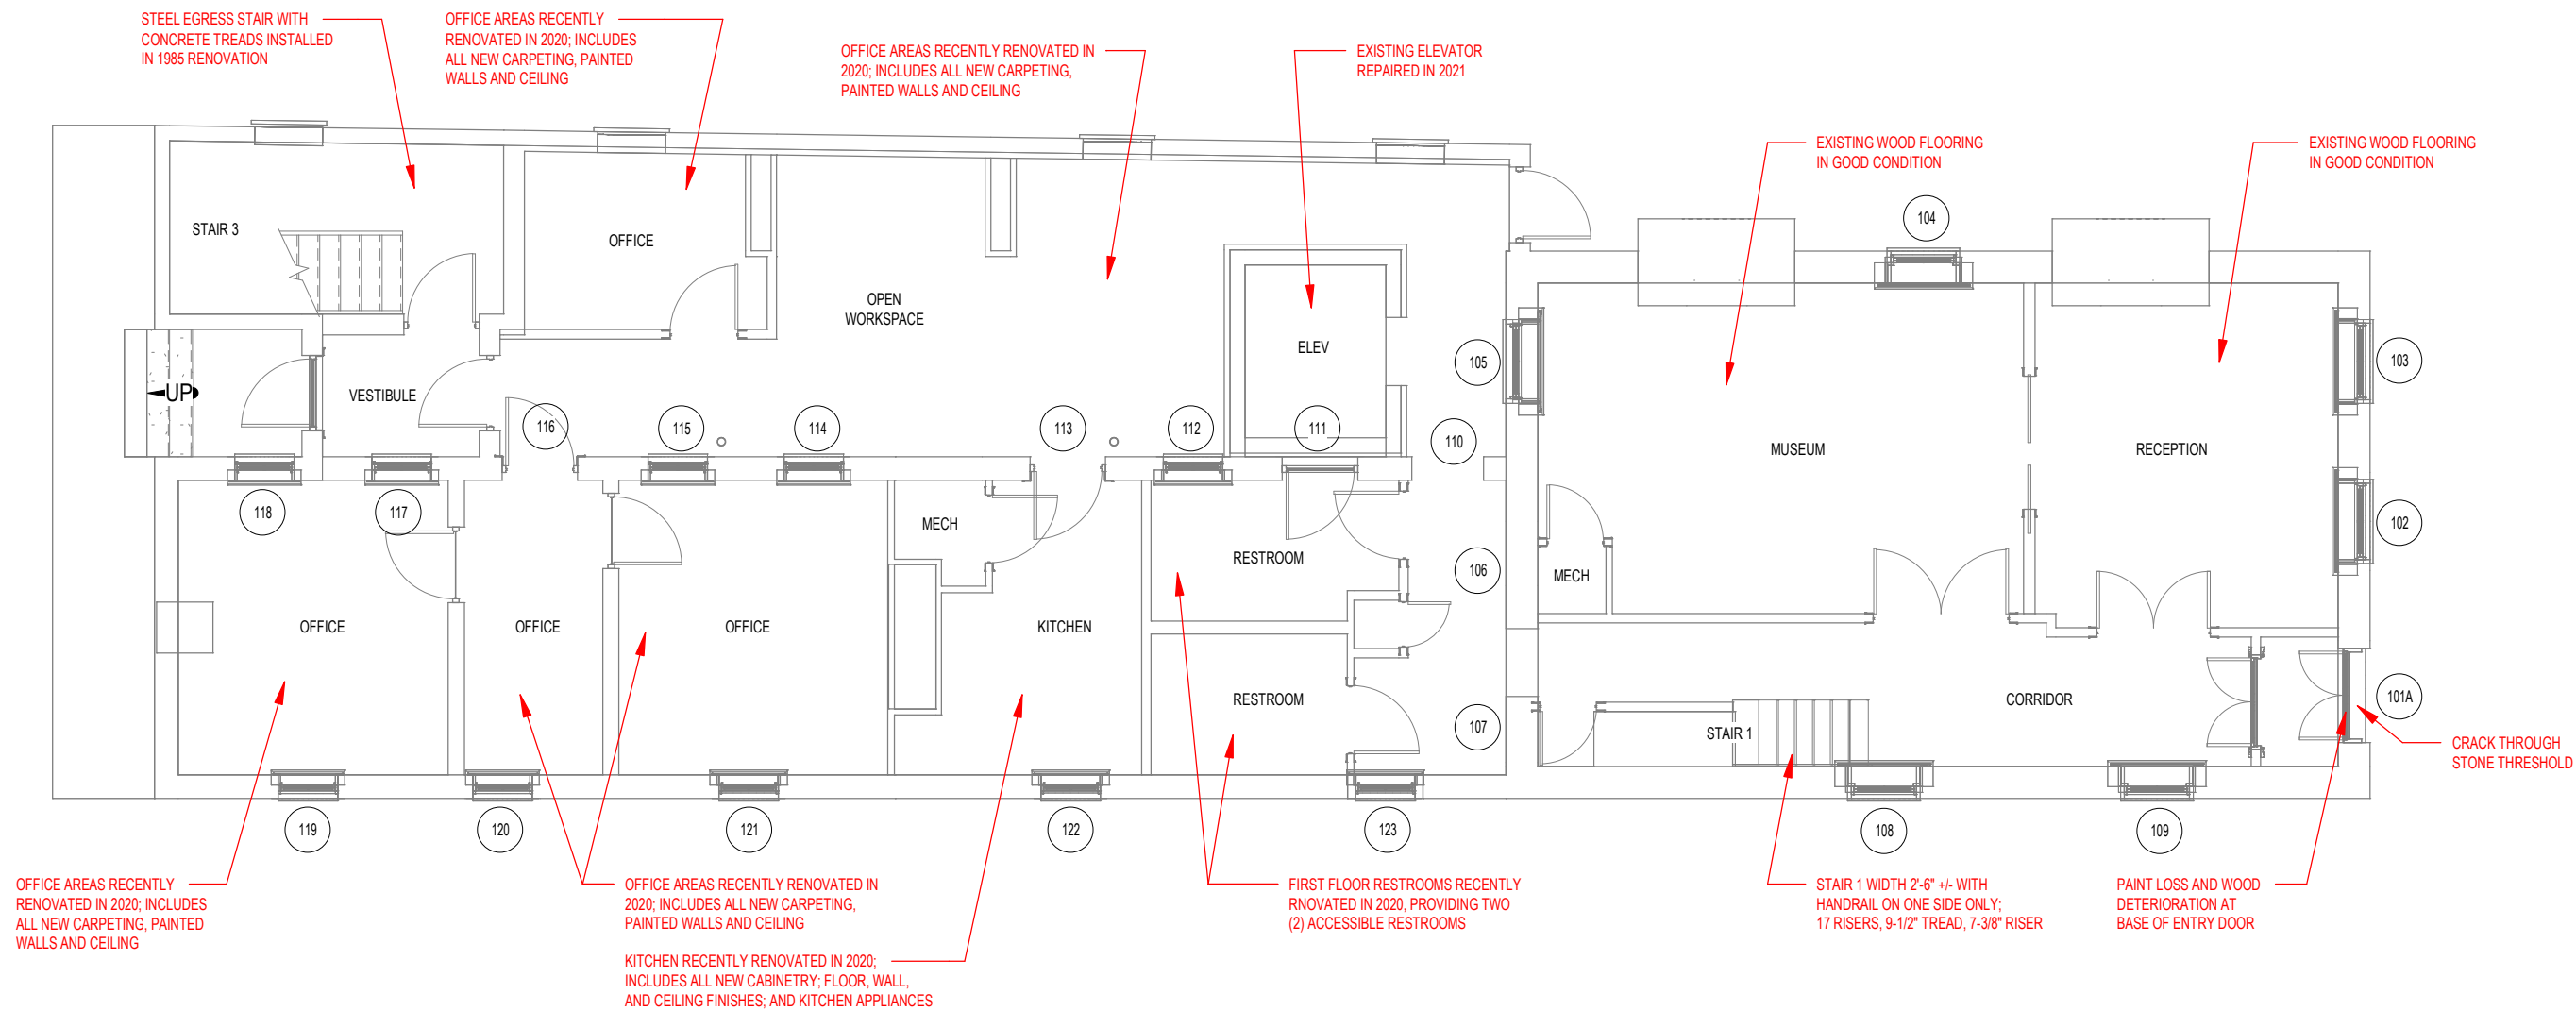 STEEL EGRESS STAIR WITH
CONCRETE TREADS INSTALLED
IN 1985 RENOVATION
OFFICE AREAS RECENTLY
RENOVATED IN 2020; INCLUDES
ALL NEW CARPETING, PAINTED
WALLS AND CEILING
OFFICE AREAS RECENTLY RENOVATED IN
2020; INCLUDES ALL NEW CARPETING,
PAINTED WALLS AND CEILING
EXISTING ELEVATOR
REPAIRED IN 2021
EXISTING WOOD FLOORING
IN GOOD CONDITION
EXISTING WOOD FLOORING
IN GOOD CONDITION
STAIR 3
OFFICE
OPEN
WORKSPACE
ELEV
104
105
103
UP
VESTIBULE
116
115
114
113
112
111
110
MUSEUM
RECEPTION
118
117
MECH
102
RESTROOM
106
MECH
OFFICE
OFFICE
OFFICE
KITCHEN
RESTROOM
107
STAIR 1
CORRIDOR
101A
CRACK THROUGH
STONE THRESHOLD
119
120
121
122
123
108
109
OFFICE AREAS RECENTLY
RENOVATED IN 2020; INCLUDES
ALL NEW CARPETING, PAINTED
WALLS AND CEILING
OFFICE AREAS RECENTLY RENOVATED IN
2020; INCLUDES ALL NEW CARPETING,
PAINTED WALLS AND CEILING
KITCHEN RECENTLY RENOVATED IN 2020;
INCLUDES ALL NEW CABINETRY; FLOOR, WALL,
AND CEILING FINISHES; AND KITCHEN APPLIANCES
FIRST FLOOR RESTROOMS RECENTLY
RNOVATED IN 2020, PROVIDING TWO
(2) ACCESSIBLE RESTROOMS
STAIR 1 WIDTH 2'-6" +/- WITH
HANDRAIL ON ONE SIDE ONLY;
17 RISERS, 9-1/2" TREAD, 7-3/8" RISER
PAINT LOSS AND WOOD
DETERIORATION AT
BASE OF ENTRY DOOR